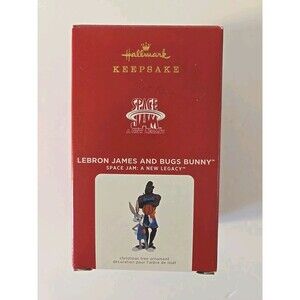 Hallmark
KEEPSAKE
SPACE
JAM
A NEW LEGACY
LEBRON JAMES AND BUGS BUNNY™
SPACE JAM: A NEW LEGACY™
christmas tree ornament
décoration pour l'arbre de noël